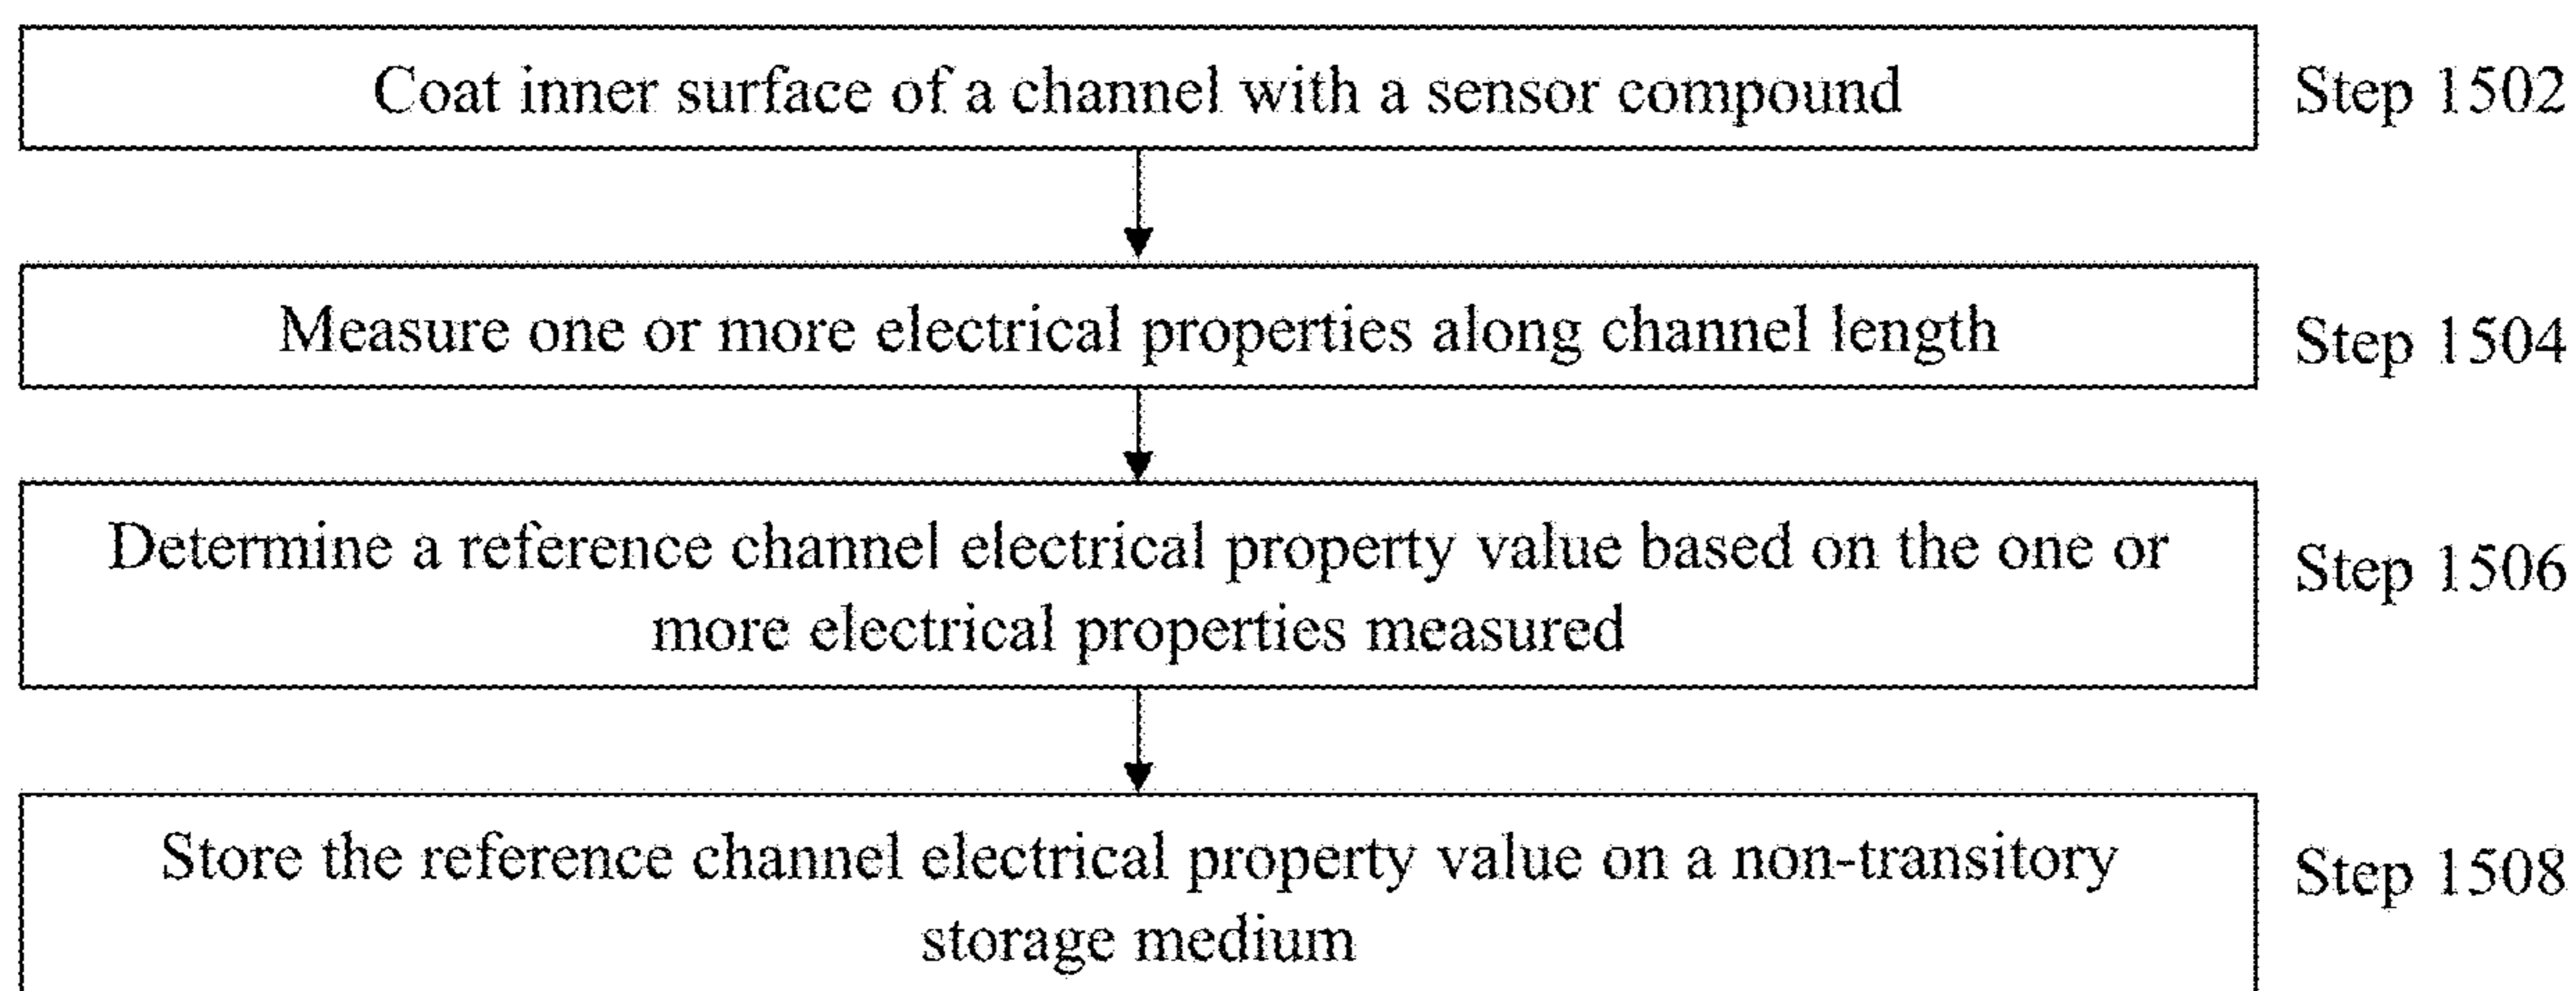 Coat inner surface of a channel with a sensor compound
Step 1502
Measure one or more electrical properties along channel length
Step 1504
Determine a reference channel electrical property value based on the one or
more electrical properties measured
Step 1506
Store the reference channel electrical property value on a non-transitory
storage medium
Step 1508